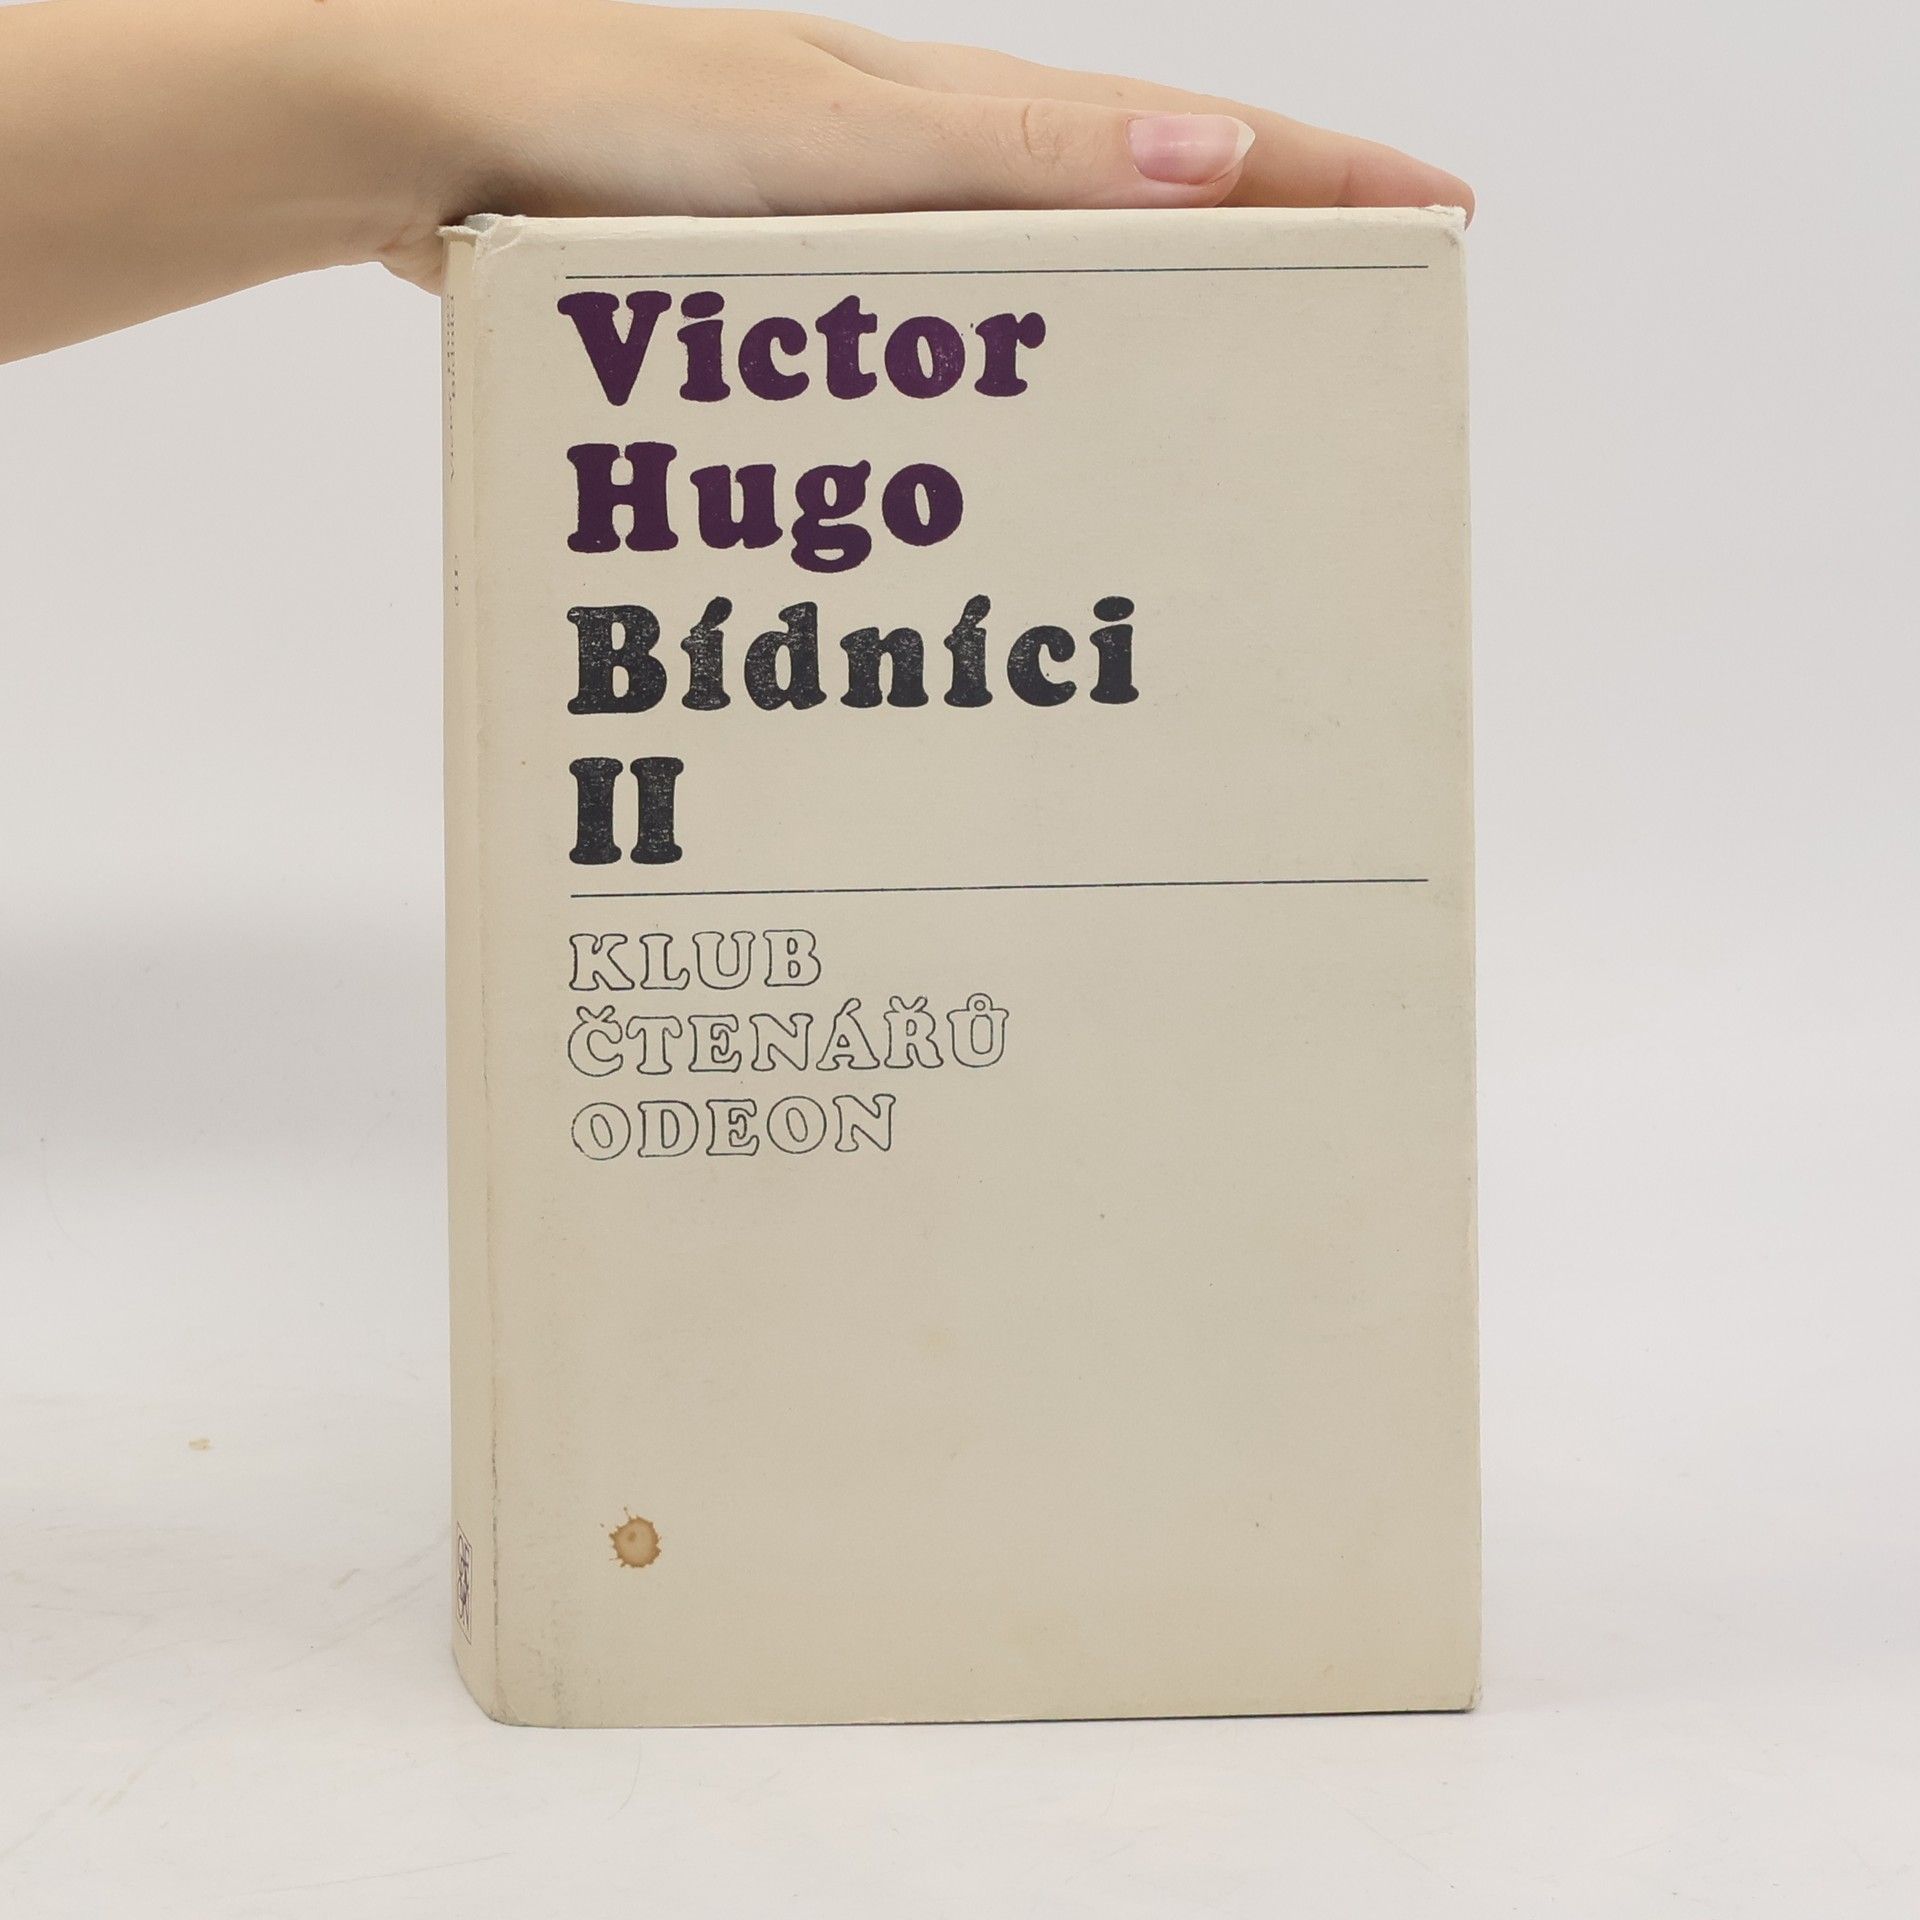 Victor
Hugo
Bídníci
II
KLUB
ČTENÁŘŮ
ODEON